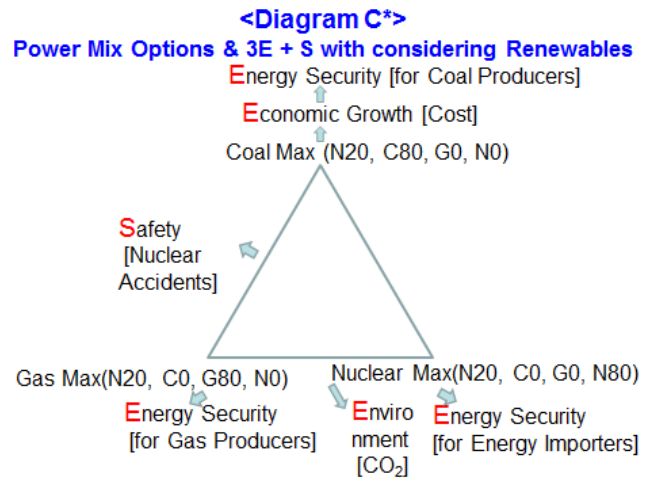 <Diagram C*>
Power Mix Options & 3E + S with considering Renewables
Energy Security [for Coal Producers]
Economic Growth [Cost]
Coal Max (N20, C80, G0, N0)
Safety
[Nuclear
Accidents]
Gas Max(N20, C0, G80, N0)
Nuclear Max(N20, C0, G0, N80)
Energy Security
[for Gas Producers]
Enviro
nment
[CO₂]
Energy Security
[for Energy Importers]